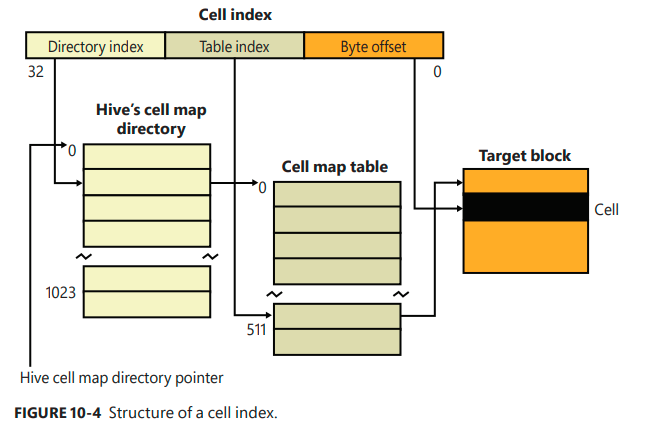 Cell index
Directory index Table index Byte offset
32 0
Hive's cell map
directory
0
Cell map table
0
Target block
Cell
1023
511
Hive cell map directory pointer
FIGURE 10-4 Structure of a cell index.